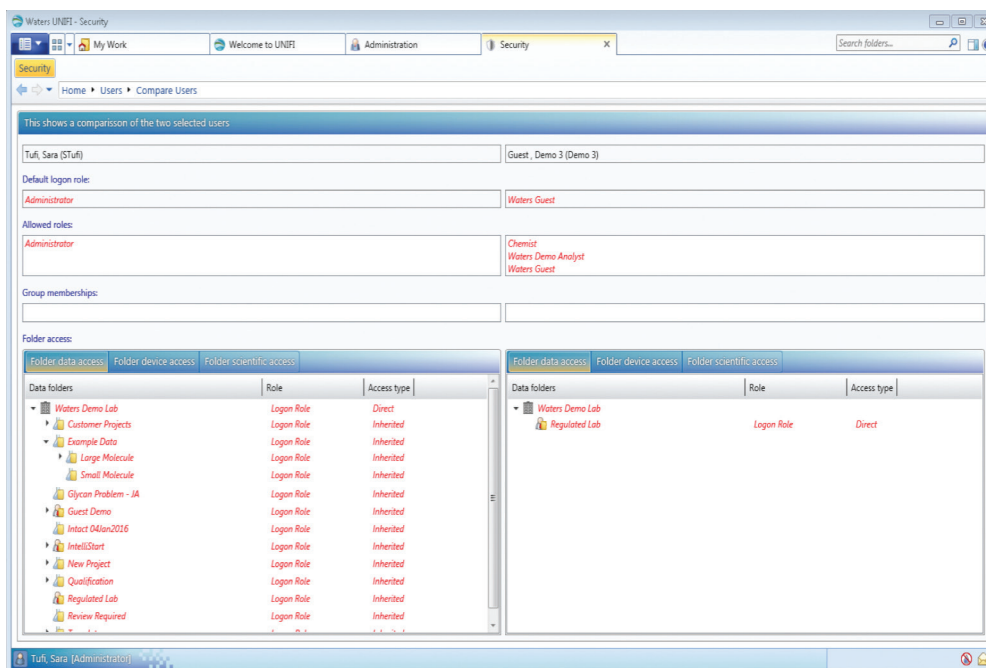 Waters UNIFI - Security
My Work Welcome to UNIFI Administration Security X Search folders...
Security
Home Users Compare Users
This shows a comparisson of the two selected users
Tufi, Sara (STufi) Guest , Demo 3 (Demo 3)
Default logon role:
Administrator Waters Guest
Allowed roles:
Administrator Chemist
Waters Demo Analyst
Waters Guest
Group memberships:
Folder access:
Folder data access Folder device access Folder scientific access Folder data access Folder device access Folder scientific access
Data folders Role Access type Data folders Role Access type
Waters Demo Lab Logon Role Direct Waters Demo Lab
Customer Projects Logon Role Inherited Regulated Lab Logon Role Direct
Example Data Logon Role Inherited
Large Molecule Logon Role Inherited
Small Molecule Logon Role Inherited
Glycan Problem - JA Logon Role Inherited
Guest Demo Logon Role Inherited
Intact 04Jan2016 Logon Role Inherited
IntelliStart Logon Role Inherited
New Project Logon Role Inherited
Qualification Logon Role Inherited
Regulated Lab Logon Role Inherited
Review Required Logon Role Inherited
Tufi, Sara [Administrator]